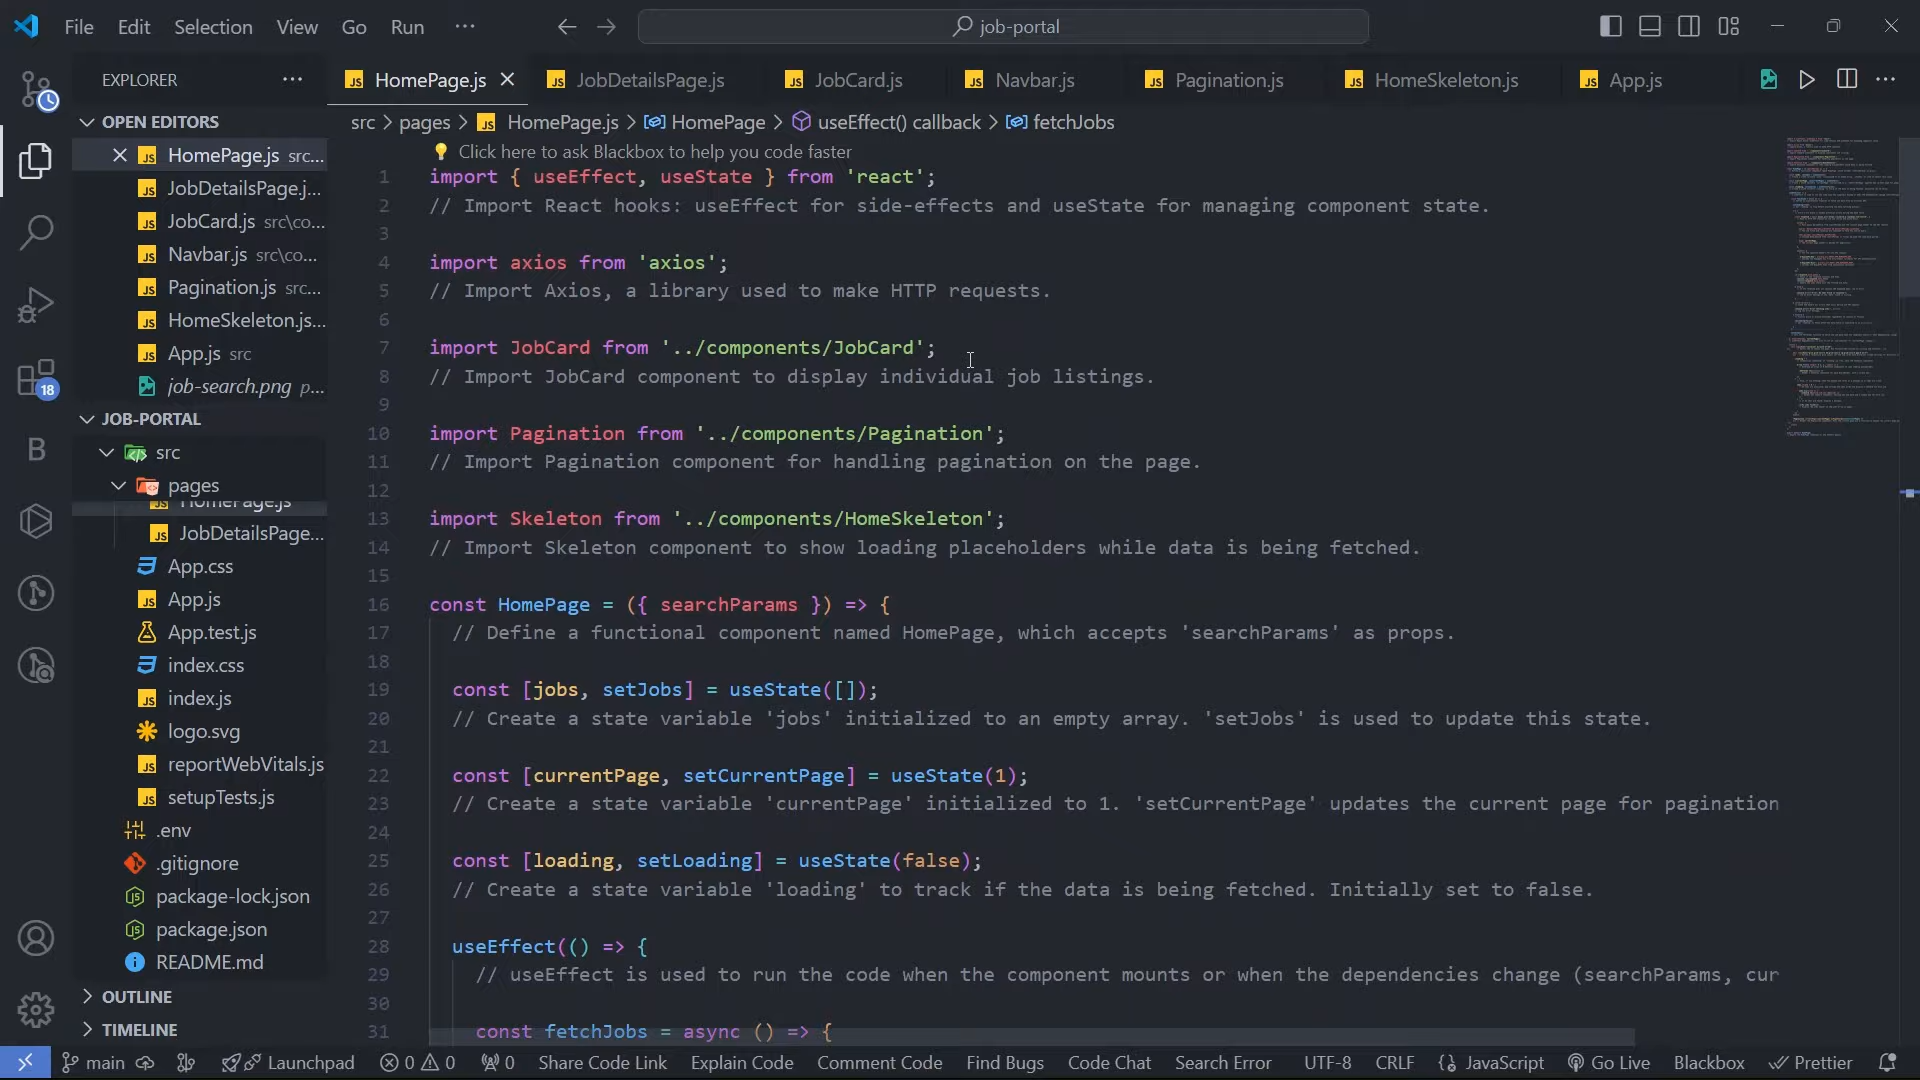 File Edit Selection View Go Run ···
job-portal
EXPLORER ···
HomePage.js
JobDetailsPage.js
JobCard.js
Navbar.js
Pagination.js
HomeSkeleton.js
App.js
OPEN EDITORS
HomePage.js src...
JobDetailsPage.j...
JobCard.js src\co...
Navbar.js src\co...
Pagination.js src...
HomeSkeleton.js...
App.js src
job-search.png p...
JOB-PORTAL
src
pages
HomePage.js
JobDetailsPage...
App.css
App.js
App.test.js
index.css
index.js
logo.svg
reportWebVitals.js
setupTests.js
.env
.gitignore
package-lock.json
package.json
README.md
OUTLINE
TIMELINE
18
src > pages > JS HomePage.js > HomePage > useEffect() callback > fetchJobs
Click here to ask Blackbox to help you code faster
1 import { useEffect, useState } from 'react';
2 // Import React hooks: useEffect for side-effects and useState for managing component state.
3
4 import axios from 'axios';
5 // Import Axios, a library used to make HTTP requests.
6
7 import JobCard from '../components/JobCard';
8 // Import JobCard component to display individual job listings.
9
10 import Pagination from '../components/Pagination';
11 // Import Pagination component for handling pagination on the page.
12
13 import Skeleton from '../components/HomeSkeleton';
14 // Import Skeleton component to show loading placeholders while data is being fetched.
15
16 const HomePage = ({ searchParams }) => {
17 // Define a functional component named HomePage, which accepts 'searchParams' as props.
18
19 const [jobs, setJobs] = useState([]);
20 // Create a state variable 'jobs' initialized to an empty array. 'setJobs' is used to update this state.
21
22 const [currentPage, setCurrentPage] = useState(1);
23 // Create a state variable 'currentPage' initialized to 1. 'setCurrentPage' updates the current page for pagination
24
25 const [loading, setLoading] = useState(false);
26 // Create a state variable 'loading' to track if the data is being fetched. Initially set to false.
27
28 useEffect(() => {
29 // useEffect is used to run the code when the component mounts or when the dependencies change (searchParams, cur
30
31 const fetchJobs = async () => {
main Launchpad 0 0 0 Share Code Link Explain Code Comment Code Find Bugs Code Chat Search Error UTF-8 CRLF {} JavaScript Go Live Blackbox Prettier